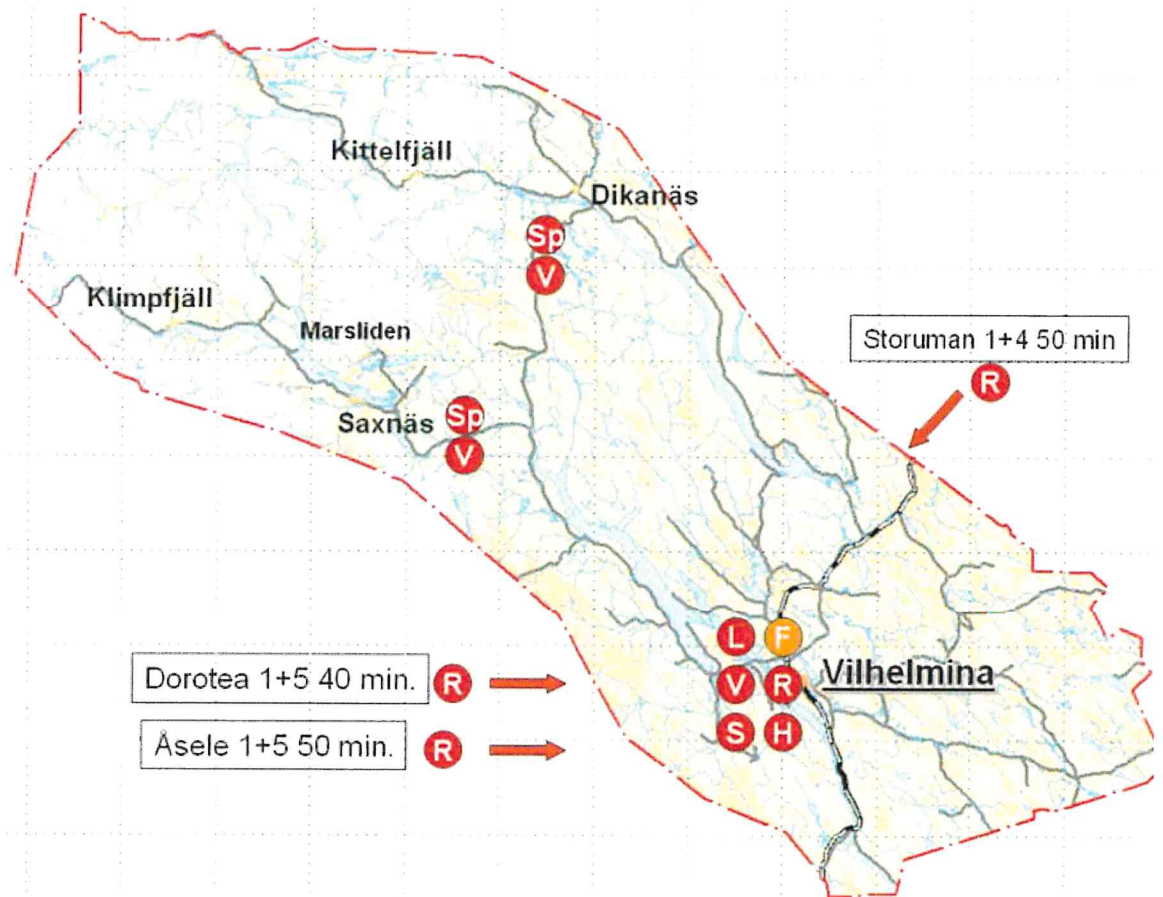 Kittelfjäll
Dikanäs
Sp
V
Klimpfjäll
Marsliden
Storuman 1+4 50 min
R
Saxnäs
Sp
V
L F
Dorotea 1+5 40 min. R
V R Vilhelmina
Åsele 1+5 50 min. R
S H